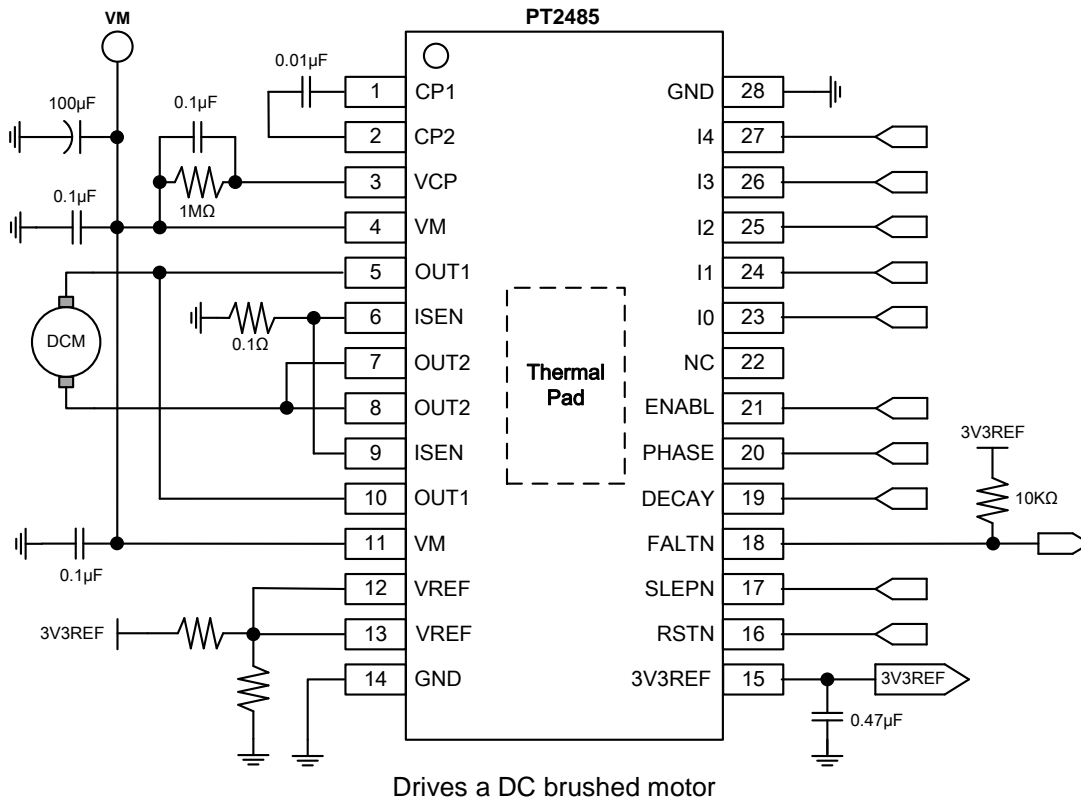 VM
PT2485
0.01µF
100µF
0.1µF
1MΩ
0.1µF
DCM
0.1Ω
0.1µF
3V3REF
1 CP1
2 CP2
3 VCP
4 VM
5 OUT1
6 ISEN
7 OUT2
8 OUT2
9 ISEN
10 OUT1
11 VM
12 VREF
13 VREF
14 GND
Thermal
Pad
GND 28
I4 27
I3 26
I2 25
I1 24
I0 23
NC 22
ENABL 21
PHASE 20
DECAY 19
FALTN 18
SLEPN 17
RSTN 16
3V3REF 15
3V3REF
10KΩ
3V3REF
0.47µF
Drives a DC brushed motor